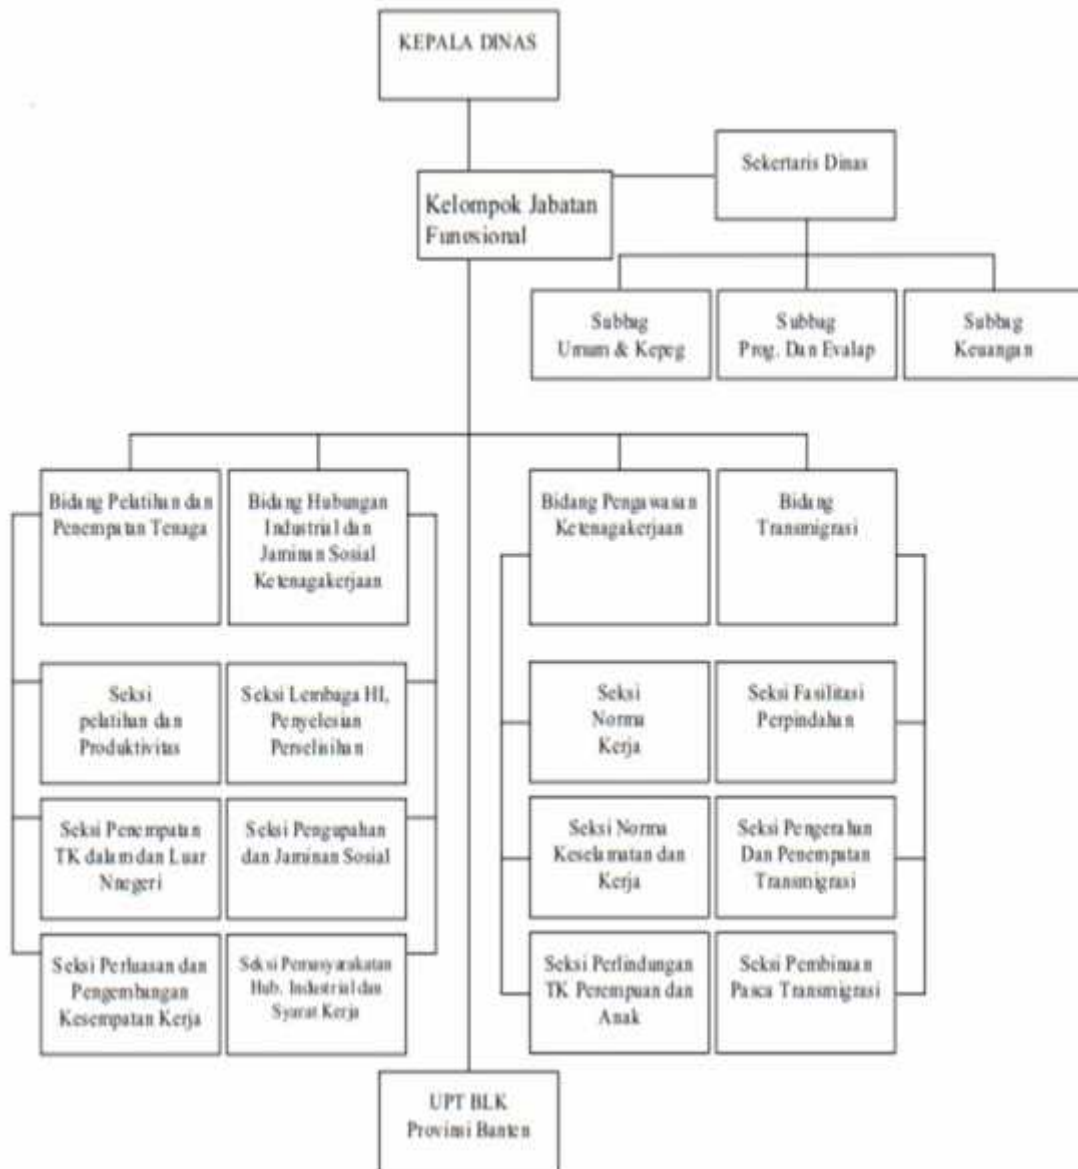 KEPALA DINAS
Sekertaris Dinas
Kelompok Jabatan
Funesional
Subbag
Umum & Kepeg
Subbag
Prog. Dan Evalap
Subbag
Keuangan
Bidang Pelatihan dan
Penempatan Tenaga
Bidang Hubungan
Industrial dan
Jaminan Sosial
Ketenagakerjaan
Bidang Pengawasan
Ketenagakerjaan
Bidang
Transmigrasi
Seksi
pelatihan dan
Produktivitas
Seksi Lembaga HI,
Penyelesian
Perselisihan
Seksi
Norma
Kerja
Seksi Fasilitasi
Perpindahan
Seksi Penempatan
TK dalam dan Luar
Nnegeri
Seksi Pengupahan
dan Jaminan Sosial
Seksi Norma
Keselamatan dan
Kerja
Seksi Pengerahan
Dan Penempatan
Transmigrasi
Seksi Perluasan dan
Pengembangan
Kesempatan Kerja
Seksi Pemasyarakatan
Hub. Industrial dan
Syarat Kerja
Seksi Perlindungan
TK Perempuan dan
Anak
Seksi Pembinaan
Pasca Transmigrasi
UPT BLK
Provinsi Banten